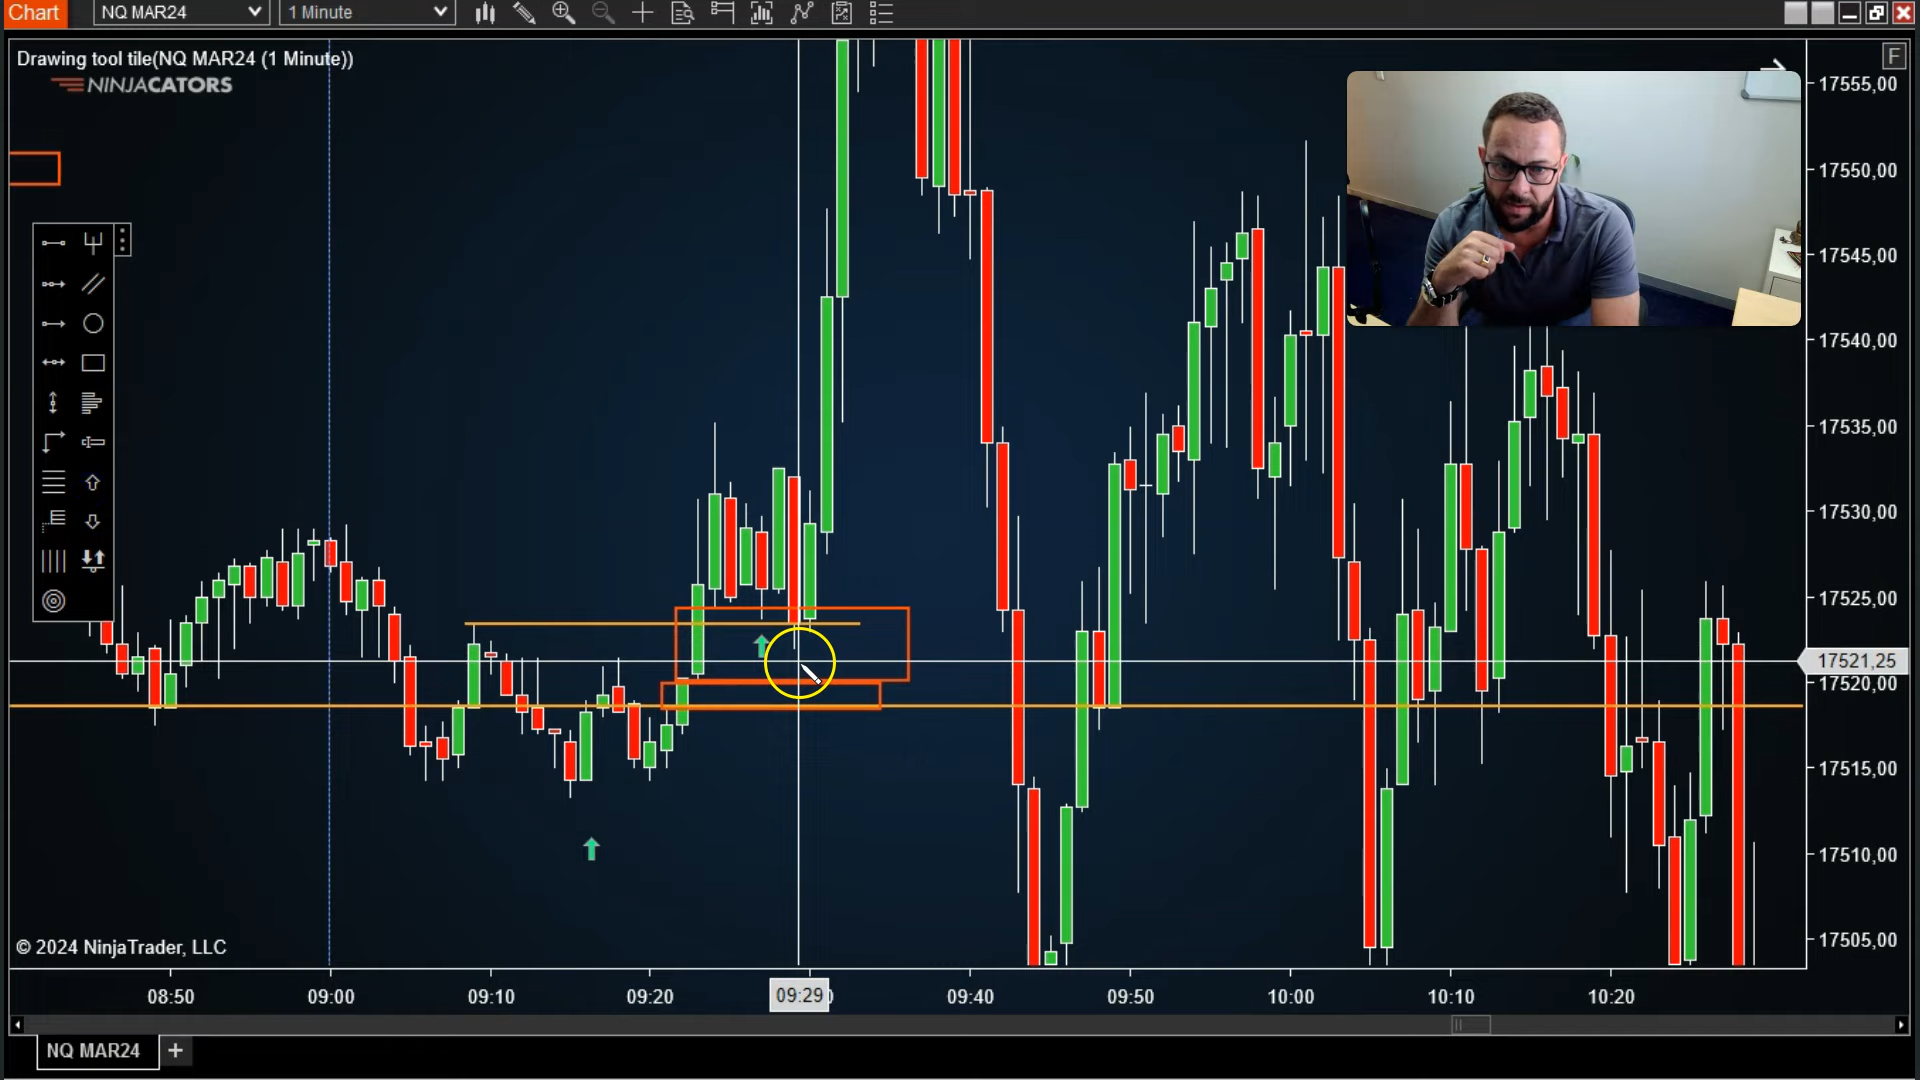 Chart NQ MAR24 1 Minute
Drawing tool tile(NQ MAR24 (1 Minute))
NINJACATORS
F
17555,00
17550,00
17545,00
17540,00
17535,00
17530,00
17525,00
17521,25
17520,00
17515,00
17510,00
17505,00
© 2024 NinjaTrader, LLC
08:50 09:00 09:10 09:20 09:29 09:40 09:50 10:00 10:10 10:20
NQ MAR24 +